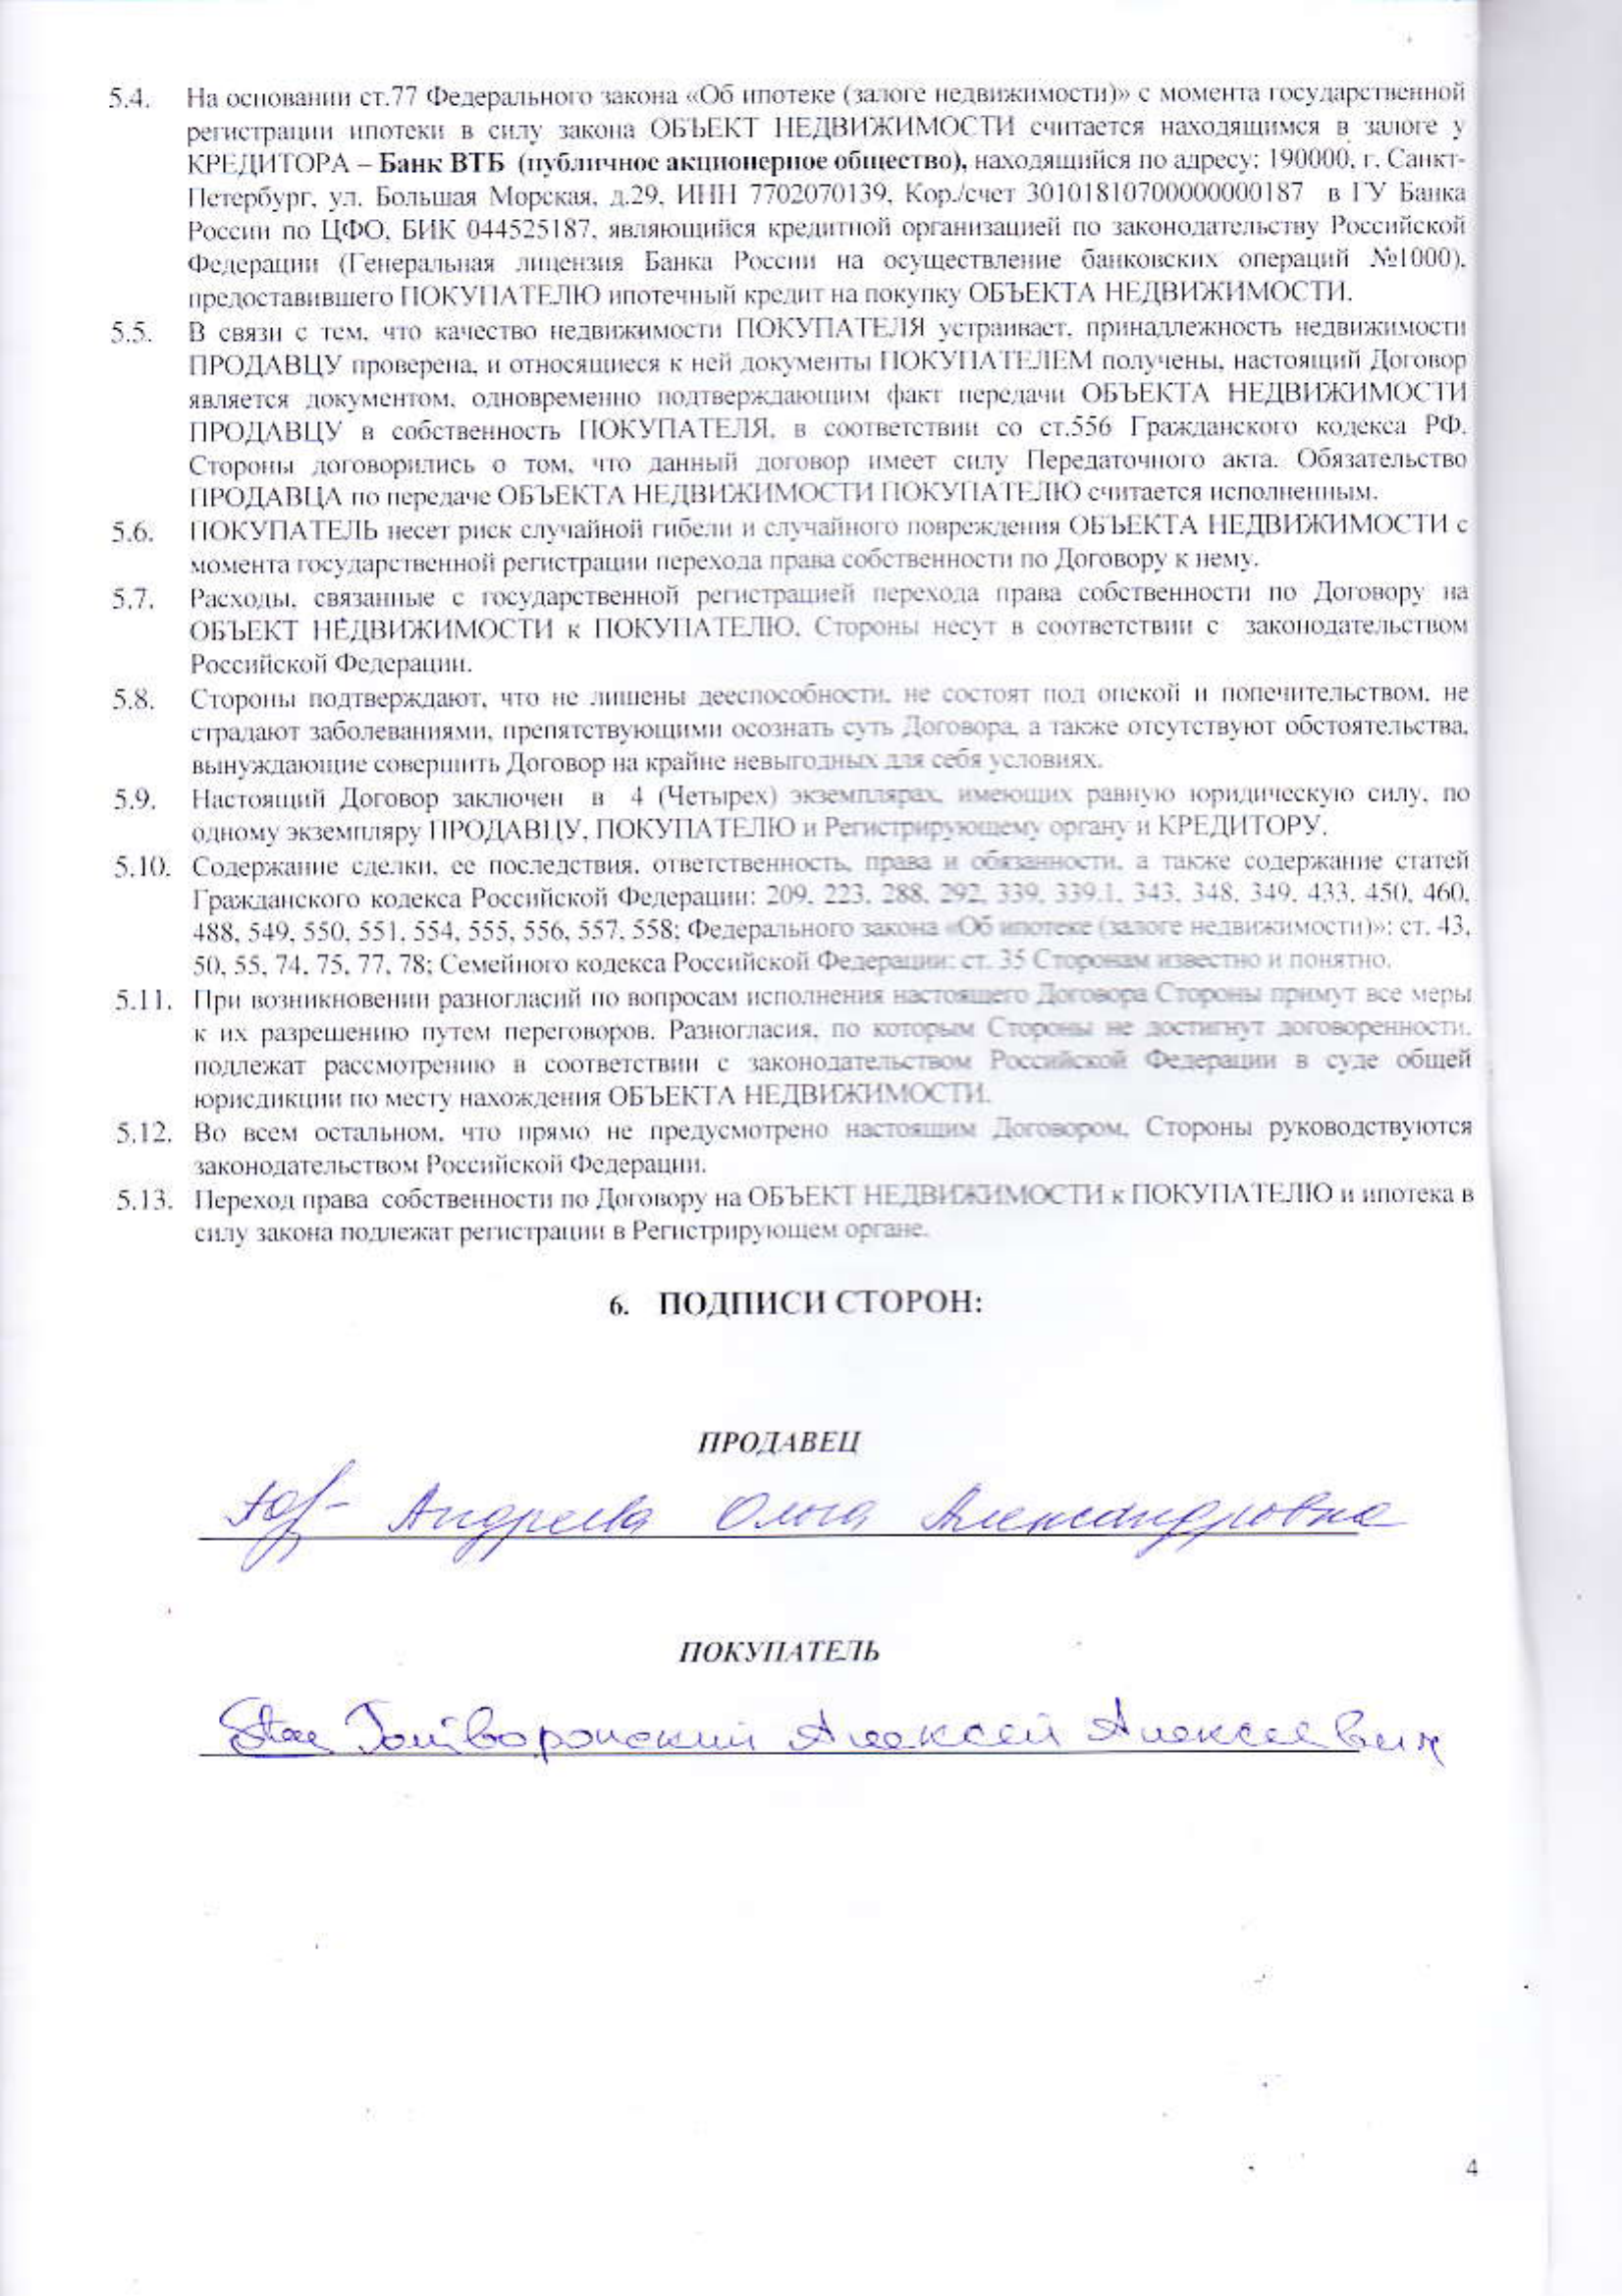 5.4. На основании ст.77 Федерального закона «Об ипотеке (залоге недвижимости)» с момента государственной
регистрации ипотеки в силу закона ОБЪЕКТ НЕДВИЖИМОСТИ считается находящимся в залоге у
КРЕДИТОРА – Банк ВТБ (публичное акционерное общество), находящийся по адресу: 190000, г. Санкт-
Петербург, ул. Большая Морская, д.29, ИНН 7702070139, Кор./счет 30101810700000000187 в ГУ Банка
России по ЦФО, БИК 044525187, являющийся кредитной организацией по законодательству Российской
Федерации (Генеральная лицензия Банка России на осуществление банковских операций №1000),
предоставившего ПОКУПАТЕЛЮ ипотечный кредит на покупку ОБЪЕКТА НЕДВИЖИМОСТИ.
5.5. В связи с тем, что качество недвижимости ПОКУПАТЕЛЯ устраивает, принадлежность недвижимости
ПРОДАВЦУ проверена, и относящиеся к ней документы ПОКУПАТЕЛЕМ получены, настоящий Договор
является документом, одновременно подтверждающим факт передачи ОБЪЕКТА НЕДВИЖИМОСТИ
ПРОДАВЦУ в собственность ПОКУПАТЕЛЯ, в соответствии со ст.556 Гражданского кодекса РФ.
Стороны договорились о том, что данный договор имеет силу Передаточного акта. Обязательство
ПРОДАВЦА по передаче ОБЪЕКТА НЕДВИЖИМОСТИ ПОКУПАТЕЛЮ считается исполненным.
5.6. ПОКУПАТЕЛЬ несет риск случайной гибели и случайного повреждения ОБЪЕКТА НЕДВИЖИМОСТИ с
момента государственной регистрации перехода права собственности по Договору к нему.
5.7. Расходы, связанные с государственной регистрацией перехода права собственности по Договору на
ОБЪЕКТ НЕДВИЖИМОСТИ к ПОКУПАТЕЛЮ, Стороны несут в соответствии с законодательством
Российской Федерации.
5.8. Стороны подтверждают, что не лишены дееспособности, не состоят под опекой и попечительством, не
страдают заболеваниями, препятствующими осознать суть Договора, а также отсутствуют обстоятельства,
вынуждающие совершить Договор на крайне невыгодных для себя условиях.
5.9. Настоящий Договор заключен в 4 (Четырех) экземплярах, имеющих равную юридическую силу, по
одному экземпляру ПРОДАВЦУ, ПОКУПАТЕЛЮ и Регистрирующему органу и КРЕДИТОРУ.
5.10. Содержание сделки, ее последствия, ответственность, права и обязанности, а также содержание статей
Гражданского кодекса Российской Федерации: 209, 223, 288, 292, 339, 339.1, 343, 348, 349, 433, 450, 460,
488, 549, 550, 551, 554, 555, 556, 557, 558; Федерального закона «Об ипотеке (залоге недвижимости)»: ст. 43,
50, 55, 74, 75, 77, 78; Семейного кодекса Российской Федерации: ст. 35 Сторонам известно и понятно.
5.11. При возникновении разногласий по вопросам исполнения настоящего Договора Стороны примут все меры
к их разрешению путем переговоров. Разногласия, по которым Стороны не достигнут договоренности,
подлежат рассмотрению в соответствии с законодательством Российской Федерации в суде общей
юрисдикции по месту нахождения ОБЪЕКТА НЕДВИЖИМОСТИ.
5.12. Во всем остальном, что прямо не предусмотрено настоящим Договором, Стороны руководствуются
законодательством Российской Федерации.
5.13. Переход права собственности по Договору на ОБЪЕКТ НЕДВИЖИМОСТИ к ПОКУПАТЕЛЮ и ипотека в
силу закона подлежат регистрации в Регистрирующем органе.
6. ПОДПИСИ СТОРОН:
ПРОДАВЕЦ
Андреева Ольга Александровна
ПОКУПАТЕЛЬ
Гайворонский Алексей Алексеевич
4